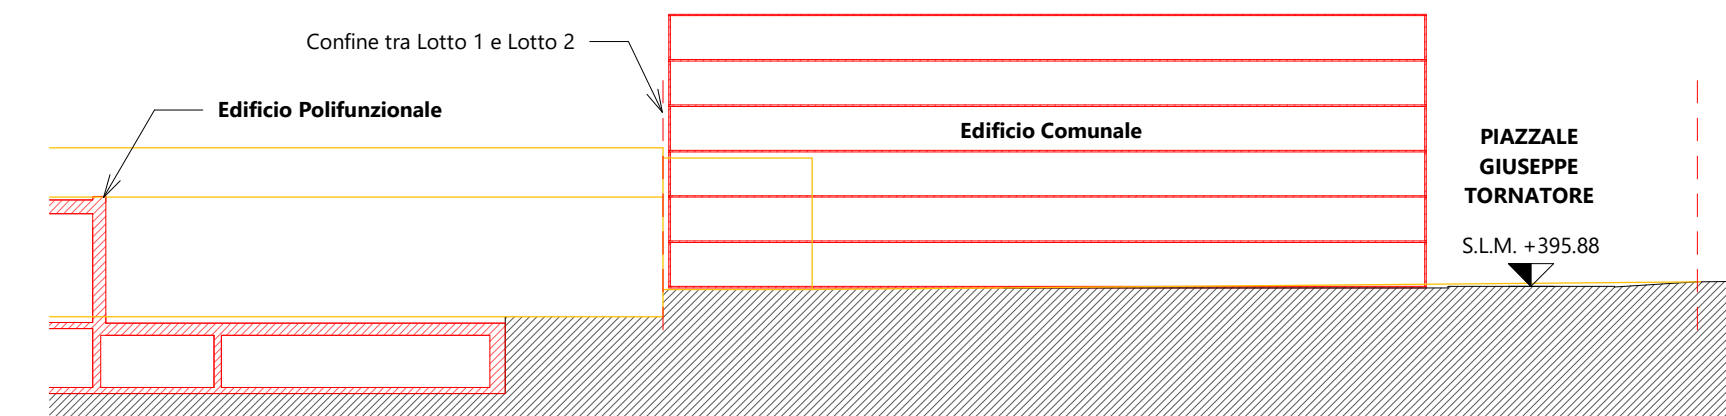 Confine tra Lotto 1 e Lotto 2
Edificio Polifunzionale
Edificio Comunale
PIAZZALE
GIUSEPPE
TORNATORE
S.L.M. +395.88